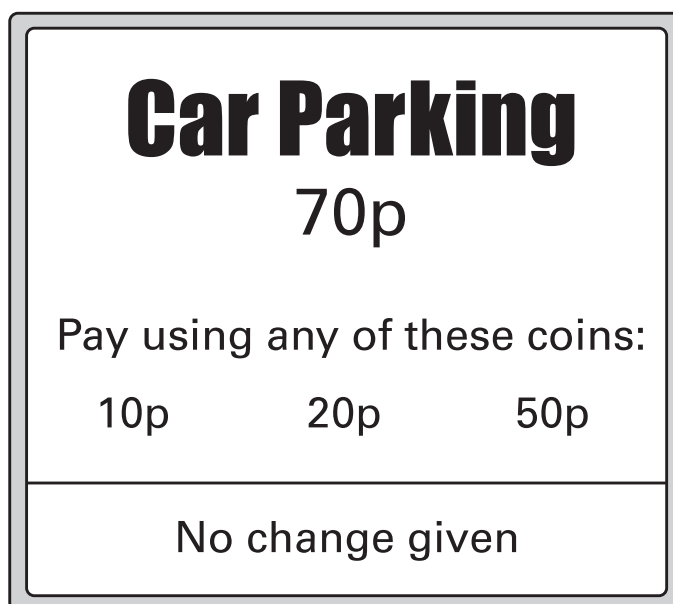 Car Parking
70p
Pay using any of these coins:
10p 20p 50p
No change given